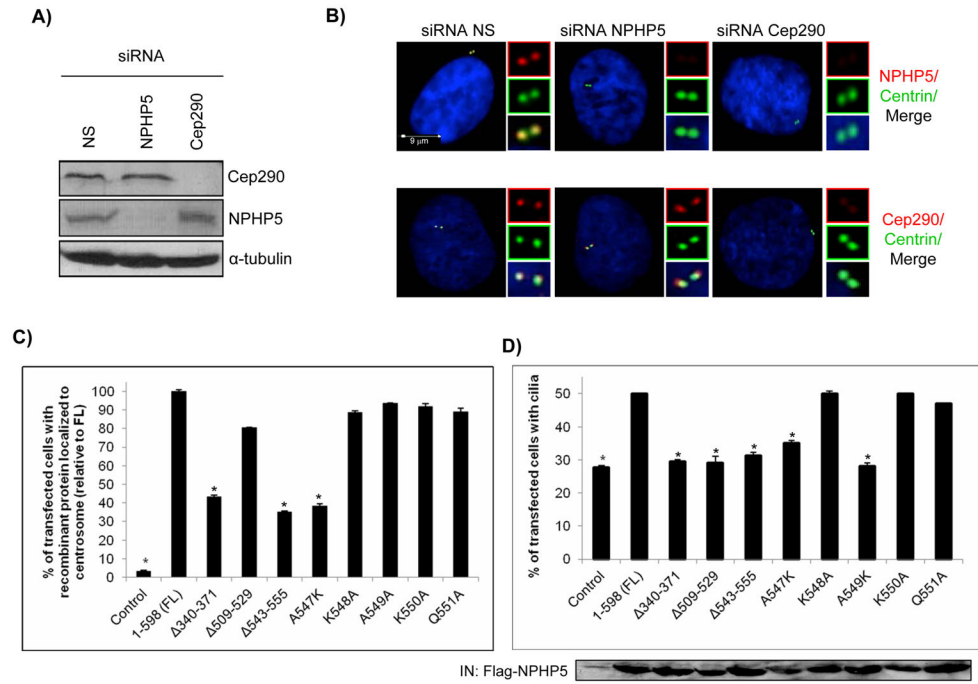 A)
siRNA
NS
NPHP5
Cep290
Cep290
NPHP5
α-tubulin
B)
siRNA NS
siRNA NPHP5
siRNA Cep290
9 µm
NPHP5/
Centrin/
Merge
Cep290/
Centrin/
Merge
C)
% of transfected cells with
recombinant protein localized to
centrosome (relative to FL)
100
90
80
70
60
50
40
30
20
10
0
*
*
*
*
Control
1-598 (FL)
Δ340-371
Δ509-529
Δ543-555
A547K
K548A
A549A
K550A
Q551A
D)
% of transfected cells with cilia
50
40
30
20
10
0
*
*
*
*
*
*
Control
1-598 (FL)
Δ340-371
Δ509-529
Δ543-555
A547K
K548A
A549K
K550A
Q551A
IN: Flag-NPHP5